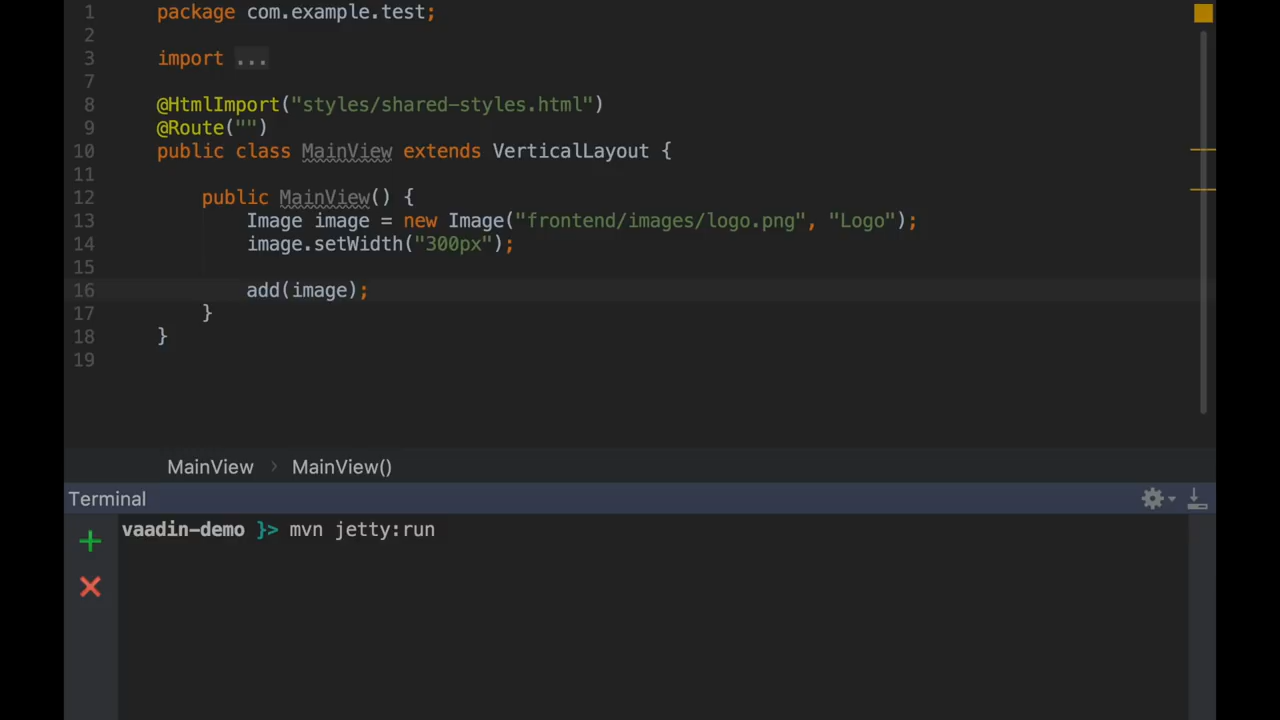 1 package com.example.test;
2
3 import ...
7
8 @HtmlImport("styles/shared-styles.html")
9 @Route("")
10 public class MainView extends VerticalLayout {
11
12 public MainView() {
13 Image image = new Image("frontend/images/logo.png", "Logo");
14 image.setWidth("300px");
15
16 add(image);
17 }
18 }
19
MainView › MainView()
Terminal
vaadin-demo }> mvn jetty:run